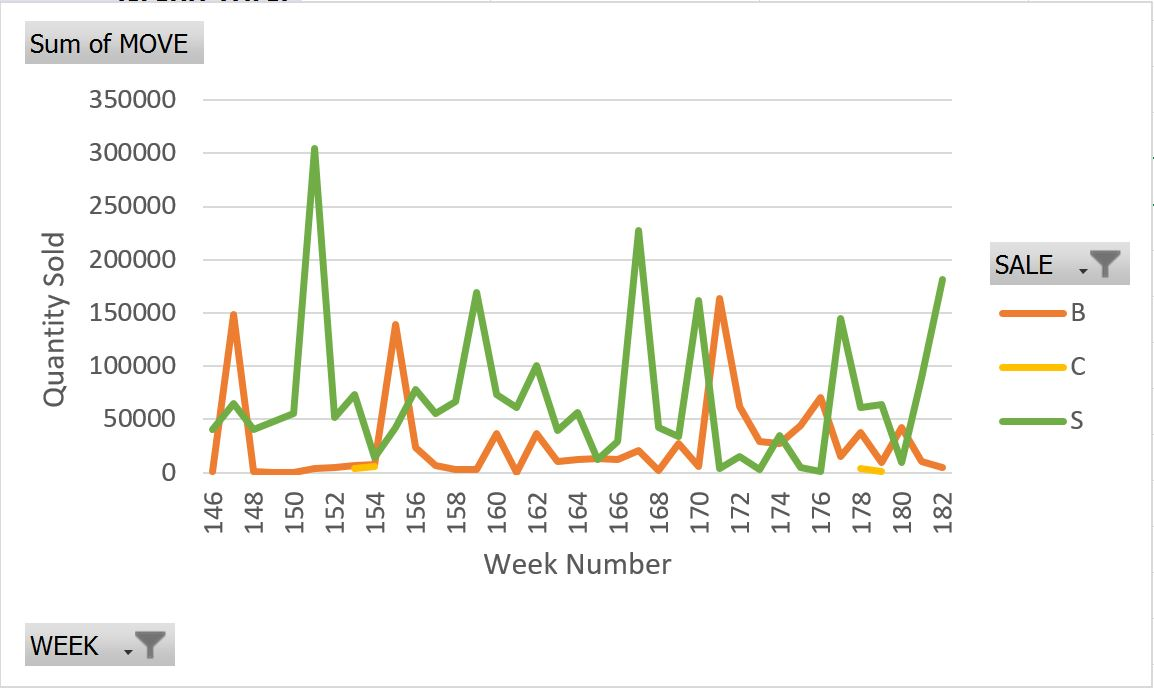 Sum of MOVE
350000
300000
250000
200000
150000
100000
50000
0
Quantity Sold
146 148 150 152 154 156 158 160 162 164 166 168 170 172 174 176 178 180 182
Week Number
SALE
B
C
S
WEEK